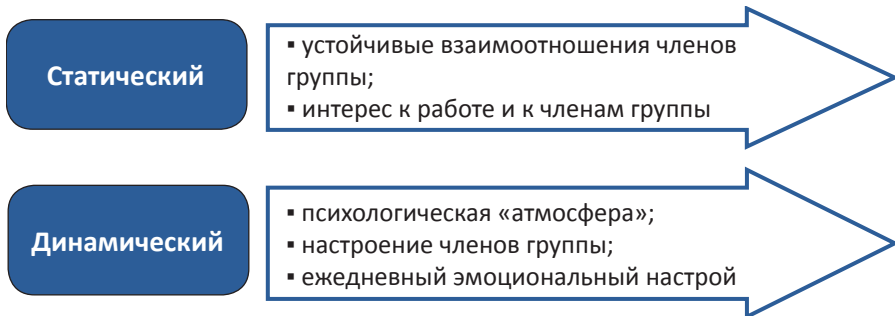 Статический
▪ устойчивые взаимоотношения членов
группы;
▪ интерес к работе и к членам группы
Динамический
▪ психологическая «атмосфера»;
▪ настроение членов группы;
▪ ежедневный эмоциональный настрой